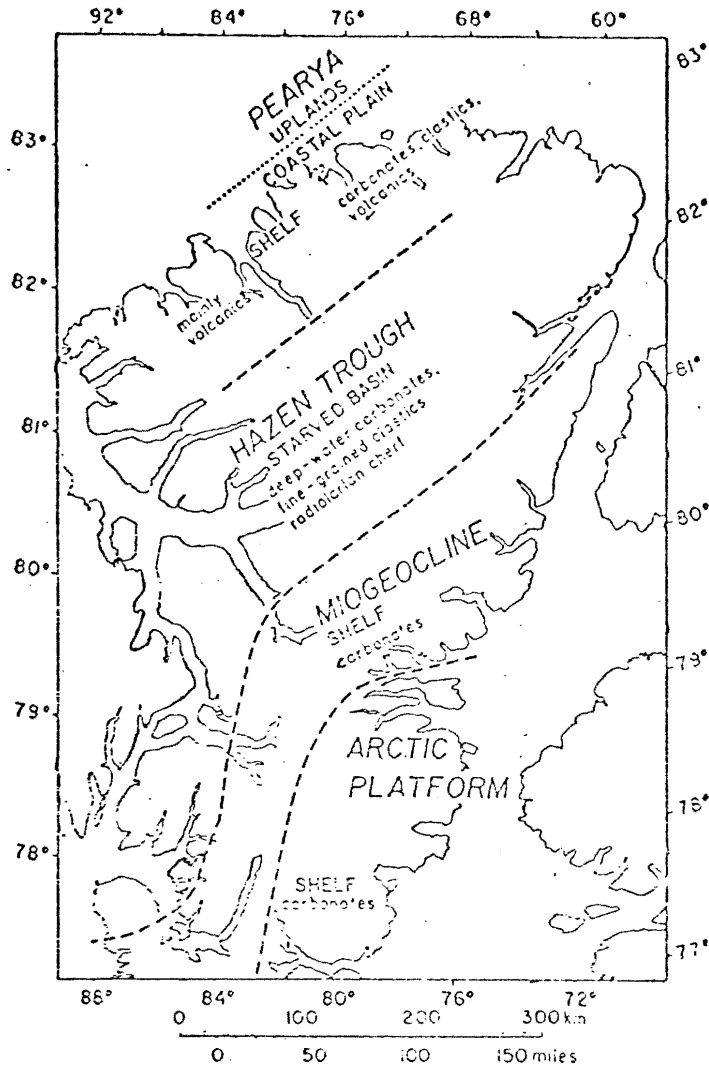 92° 84° 76° 68° 60°
83°
82°
81°
80°
79°
78°
77°
83°
82°
81°
80°
79°
78°
PEARYA
UPLANDS
COASTAL PLAIN
carbonates, clastics,
volcanics
SHELF
mainly
volcanics
HAZEN TROUGH
STARVED BASIN
deep-water carbonates,
fine-grained clastics
radiolarian chert
MIOGEOCLINE
SHELF
carbonates
ARCTIC
PLATFORM
SHELF
carbonates
88° 84° 80° 76° 72°
0 100 200 300 km
0 50 100 150 miles